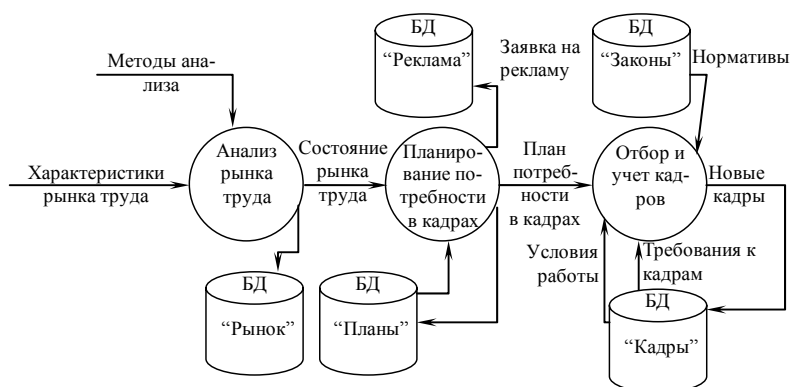 Методы ана-
лиза
Характеристики
рынка труда
Анализ
рынка
труда
БД
“Рынок”
Состояние
рынка
труда
БД
“Реклама”
Заявка на
рекламу
Планиро-
вание по-
требности
в кадрах
БД
“Планы”
План
потреб-
ности
в кадрах
БД
“Законы”
Нормативы
Отбор и
учет кад-
ров
Новые
кадры
Условия
работы
Требования к
кадрам
БД
“Кадры”